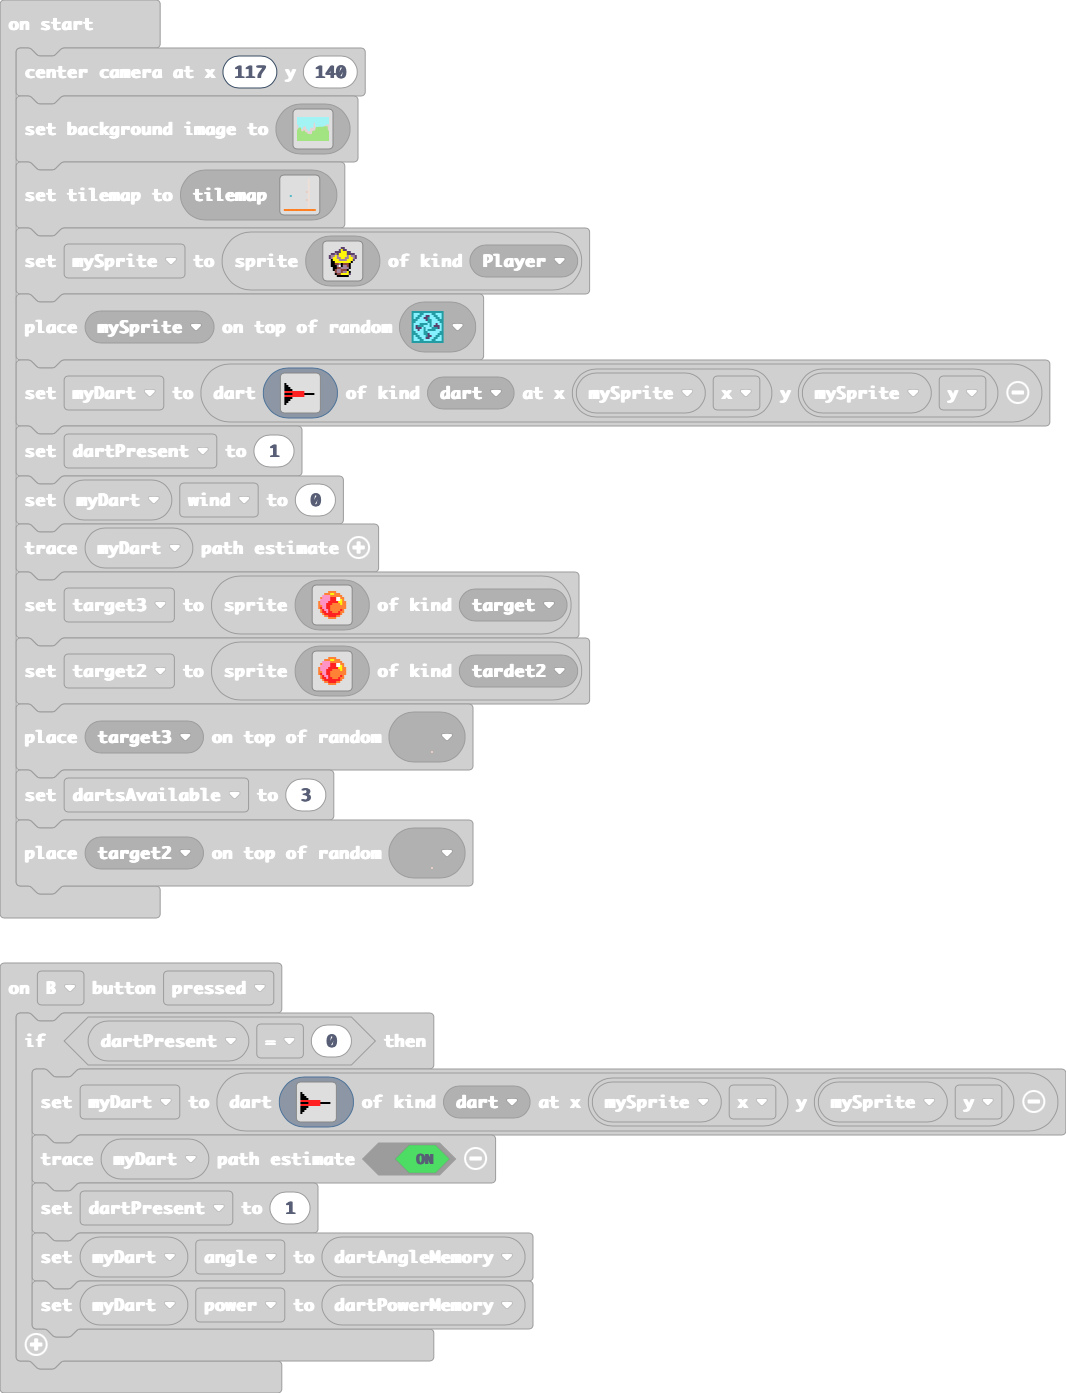 on start
center camera at x 117 y 140
set background image to
set tilemap to tilemap
set mySprite to sprite of kind Player
place mySprite on top of random
set myDart to dart of kind dart at x mySprite x y mySprite y
set dartPresent to 1
set myDart wind to 0
trace myDart path estimate
set target3 to sprite of kind target
set target2 to sprite of kind tardet2
place target3 on top of random
set dartsAvailable to 3
place target2 on top of random
on B button pressed
if dartPresent = 0 then
set myDart to dart of kind dart at x mySprite x y mySprite y
trace myDart path estimate ON
set dartPresent to 1
set myDart angle to dartAngleMemory
set myDart power to dartPowerMemory